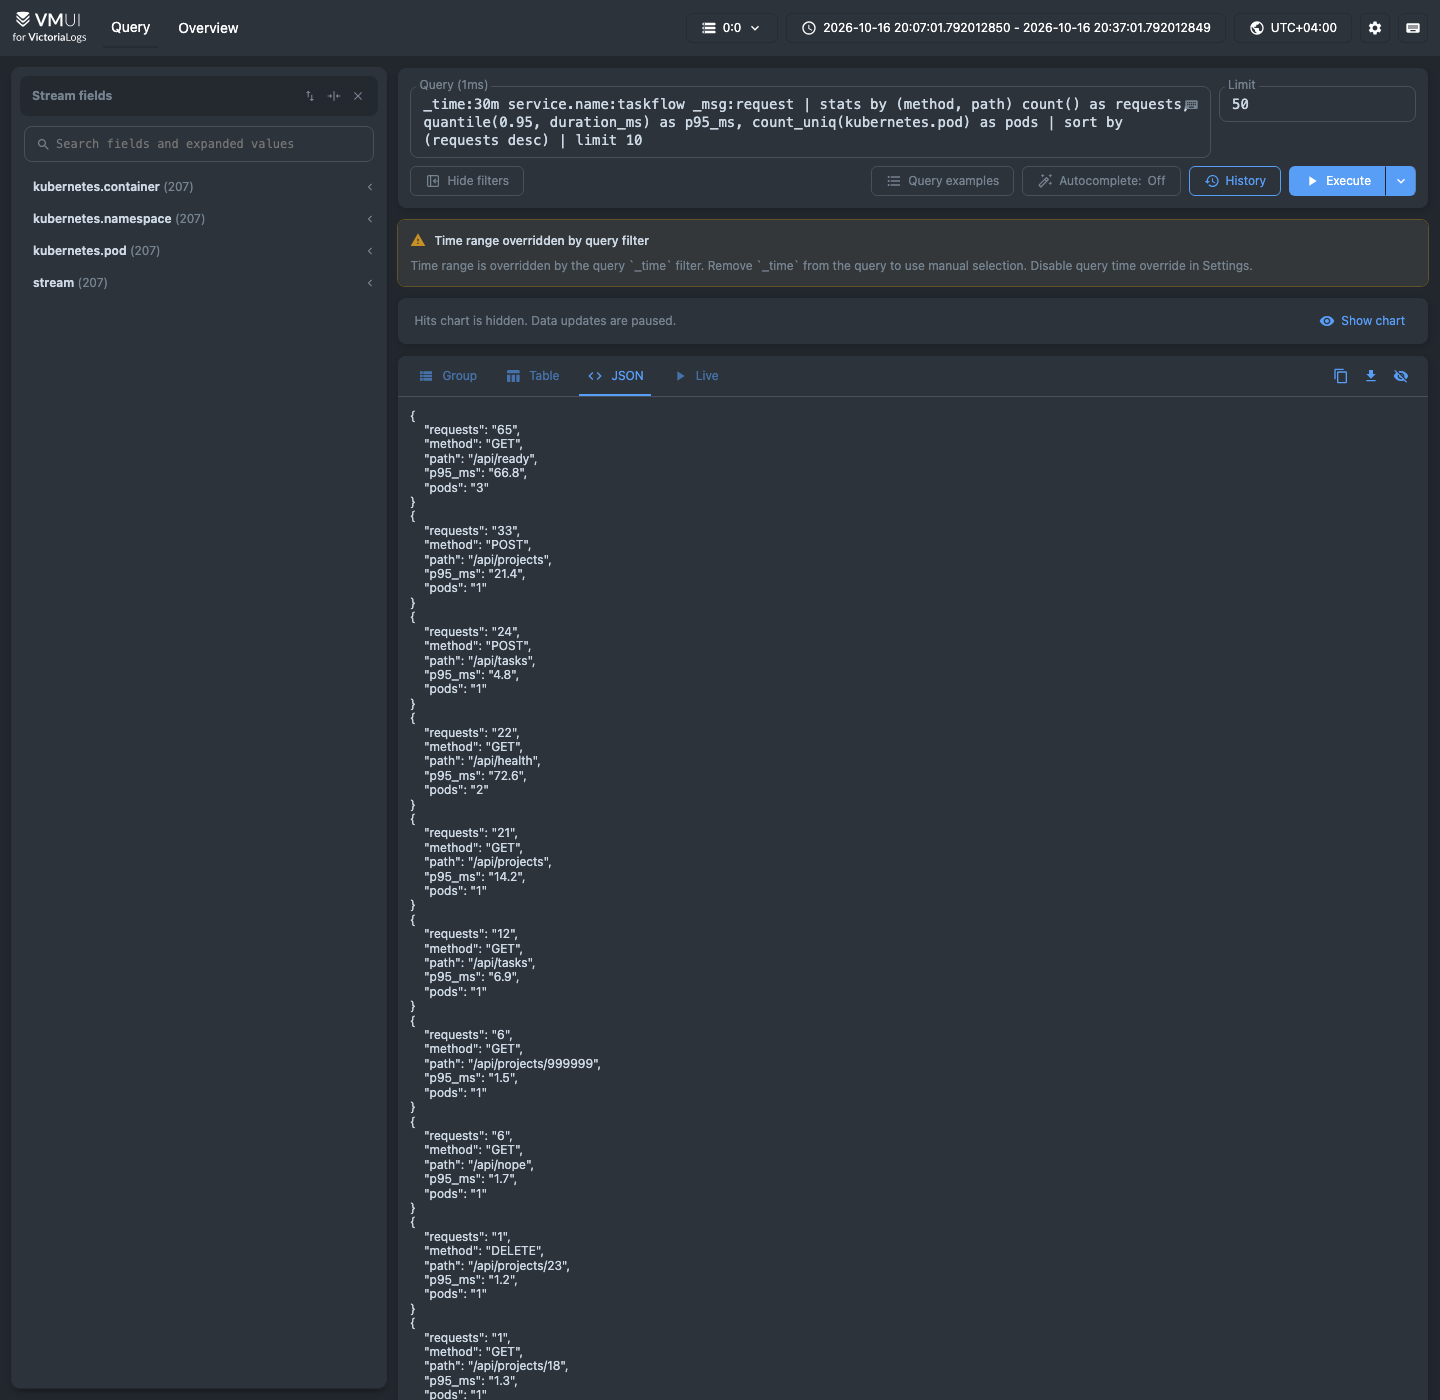 VMUI
for VictoriaLogs
Query
Overview
0:0
2026-10-16 20:07:01.792012850 - 2026-10-16 20:37:01.792012849
UTC+04:00
Stream fields
Search fields and expanded values
kubernetes.container (207)
kubernetes.namespace (207)
kubernetes.pod (207)
stream (207)
Query (1ms)
_time:30m service.name:taskflow _msg:request | stats by (method, path) count() as requests,
quantile(0.95, duration_ms) as p95_ms, count_uniq(kubernetes.pod) as pods | sort by
(requests desc) | limit 10
Limit
50
Hide filters
Query examples
Autocomplete: Off
History
Execute
Time range overridden by query filter
Time range is overridden by the query `_time` filter. Remove `_time` from the query to use manual selection. Disable query time override in Settings.
Hits chart is hidden. Data updates are paused.
Show chart
Group
Table
<> JSON
Live
{
"requests": "65",
"method": "GET",
"path": "/api/ready",
"p95_ms": "66.8",
"pods": "3"
}
{
"requests": "33",
"method": "POST",
"path": "/api/projects",
"p95_ms": "21.4",
"pods": "1"
}
{
"requests": "24",
"method": "POST",
"path": "/api/tasks",
"p95_ms": "4.8",
"pods": "1"
}
{
"requests": "22",
"method": "GET",
"path": "/api/health",
"p95_ms": "72.6",
"pods": "2"
}
{
"requests": "21",
"method": "GET",
"path": "/api/projects",
"p95_ms": "14.2",
"pods": "1"
}
{
"requests": "12",
"method": "GET",
"path": "/api/tasks",
"p95_ms": "6.9",
"pods": "1"
}
{
"requests": "6",
"method": "GET",
"path": "/api/projects/999999",
"p95_ms": "1.5",
"pods": "1"
}
{
"requests": "6",
"method": "GET",
"path": "/api/nope",
"p95_ms": "1.7",
"pods": "1"
}
{
"requests": "1",
"method": "DELETE",
"path": "/api/projects/23",
"p95_ms": "1.2",
"pods": "1"
}
{
"requests": "1",
"method": "GET",
"path": "/api/projects/18",
"p95_ms": "1.3",
"pods": "1"